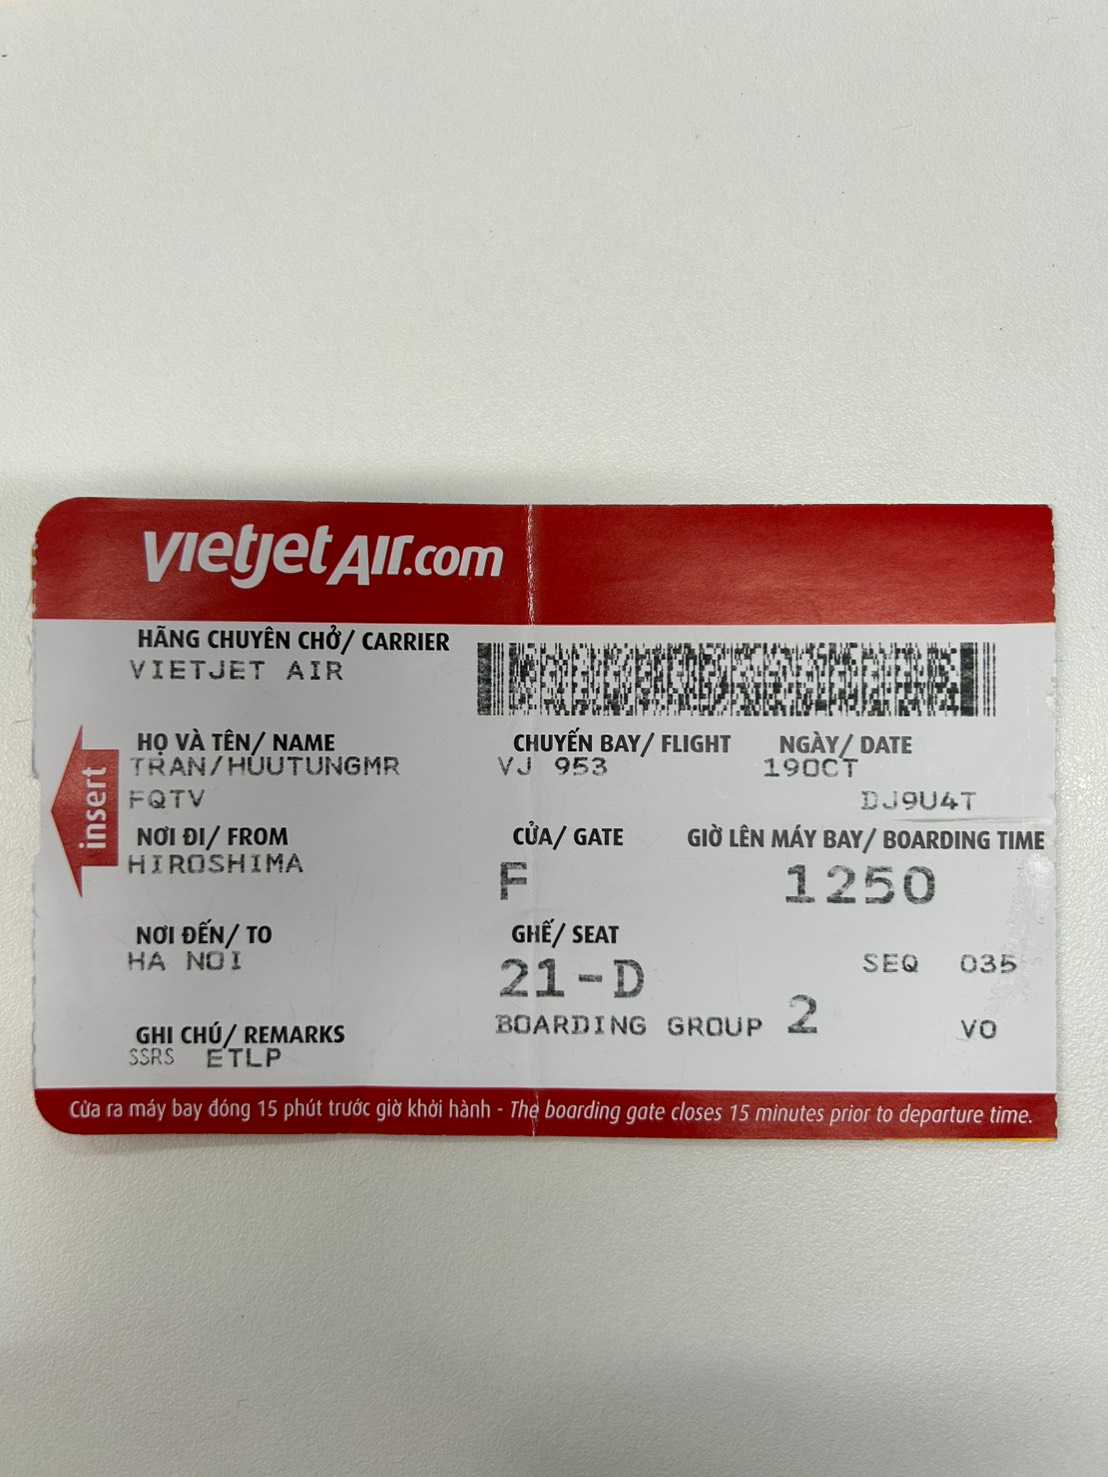 vietjetAir.com
HÃNG CHUYÊN CHỞ/ CARRIER
VIETJET AIR
HỌ VÀ TÊN/ NAME
TRAN/HUUTUNGMR
CHUYẾN BAY/ FLIGHT
VJ 953
NGÀY/ DATE
19OCT
FQTV
DJ9U4T
insert
NƠI ĐI/ FROM
HIROSHIMA
CỬA/ GATE
F
GIỜ LÊN MÁY BAY/ BOARDING TIME
1250
NƠI ĐẾN/ TO
HA NOI
GHẾ/ SEAT
21-D
SEQ 035
BOARDING GROUP 2
VO
GHI CHÚ/ REMARKS
SSRS ETLP
Cửa ra máy bay đóng 15 phút trước giờ khởi hành - The boarding gate closes 15 minutes prior to departure time.